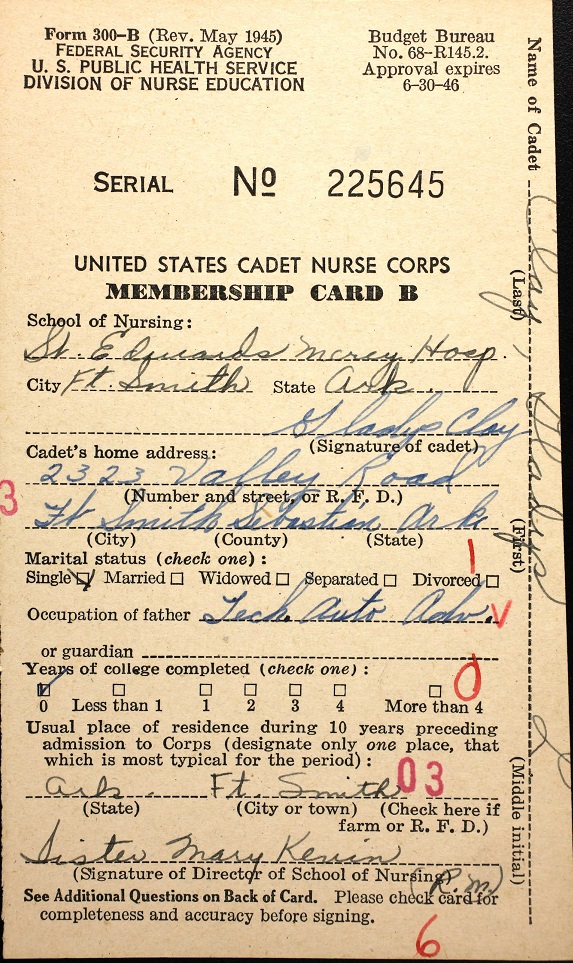 Form 300-B (Rev. May 1945)
FEDERAL SECURITY AGENCY
U. S. PUBLIC HEALTH SERVICE
DIVISION OF NURSE EDUCATION
Budget Bureau
No. 68-R145.2.
Approval expires
6-30-46
SERIAL No 225645
UNITED STATES CADET NURSE CORPS
MEMBERSHIP CARD B
School of Nursing:
St. Edwards Mercy Hosp.
City Ft. Smith State Ark.
Gladys Clay
(Signature of cadet)
Cadet's home address:
2323 Valley Road
(Number and street, or R. F. D.)
3
Ft Smith Sebastian Ark
(City) (County) (State)
Marital status (check one):
1
Single Married Widowed Separated Divorced
Occupation of father Tech. Auto Adv.
or guardian
Years of college completed (check one):
0
0 Less than 1 1 2 3 4 More than 4
Usual place of residence during 10 years preceding
admission to Corps (designate only one place, that
which is most typical for the period):
Ark. Ft. Smith 03
(State) (City or town) (Check here if
farm or R. F. D.)
Sister Mary Kevin
(Signature of Director of School of Nursing)
(R.M.)
See Additional Questions on Back of Card. Please check card for
completeness and accuracy before signing.
6
Name of Cadet Clay, Gladys
(Last) (First) (Middle initial)